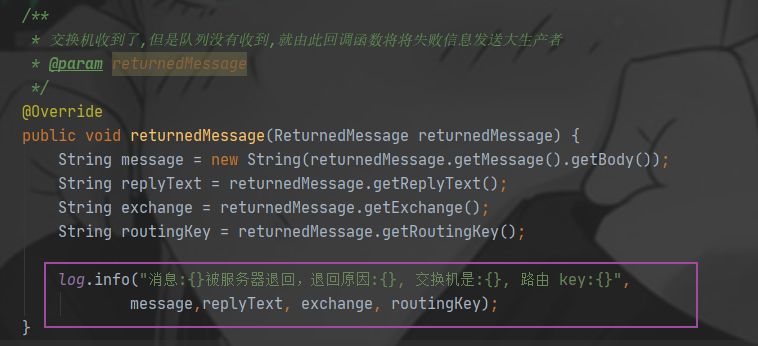 /**
 * 交换机收到了,但是队列没有收到,就由此回调函数将将失败信息发送大生产者
 * @param returnedMessage
 */
@Override
public void returnedMessage(ReturnedMessage returnedMessage) {
    String message = new String(returnedMessage.getMessage().getBody());
    String replyText = returnedMessage.getReplyText();
    String exchange = returnedMessage.getExchange();
    String routingKey = returnedMessage.getRoutingKey();
    log.info("消息:{}被服务器退回，退回原因:{}, 交换机是:{}, 路由 key:{}",
            message,replyText, exchange, routingKey);
}